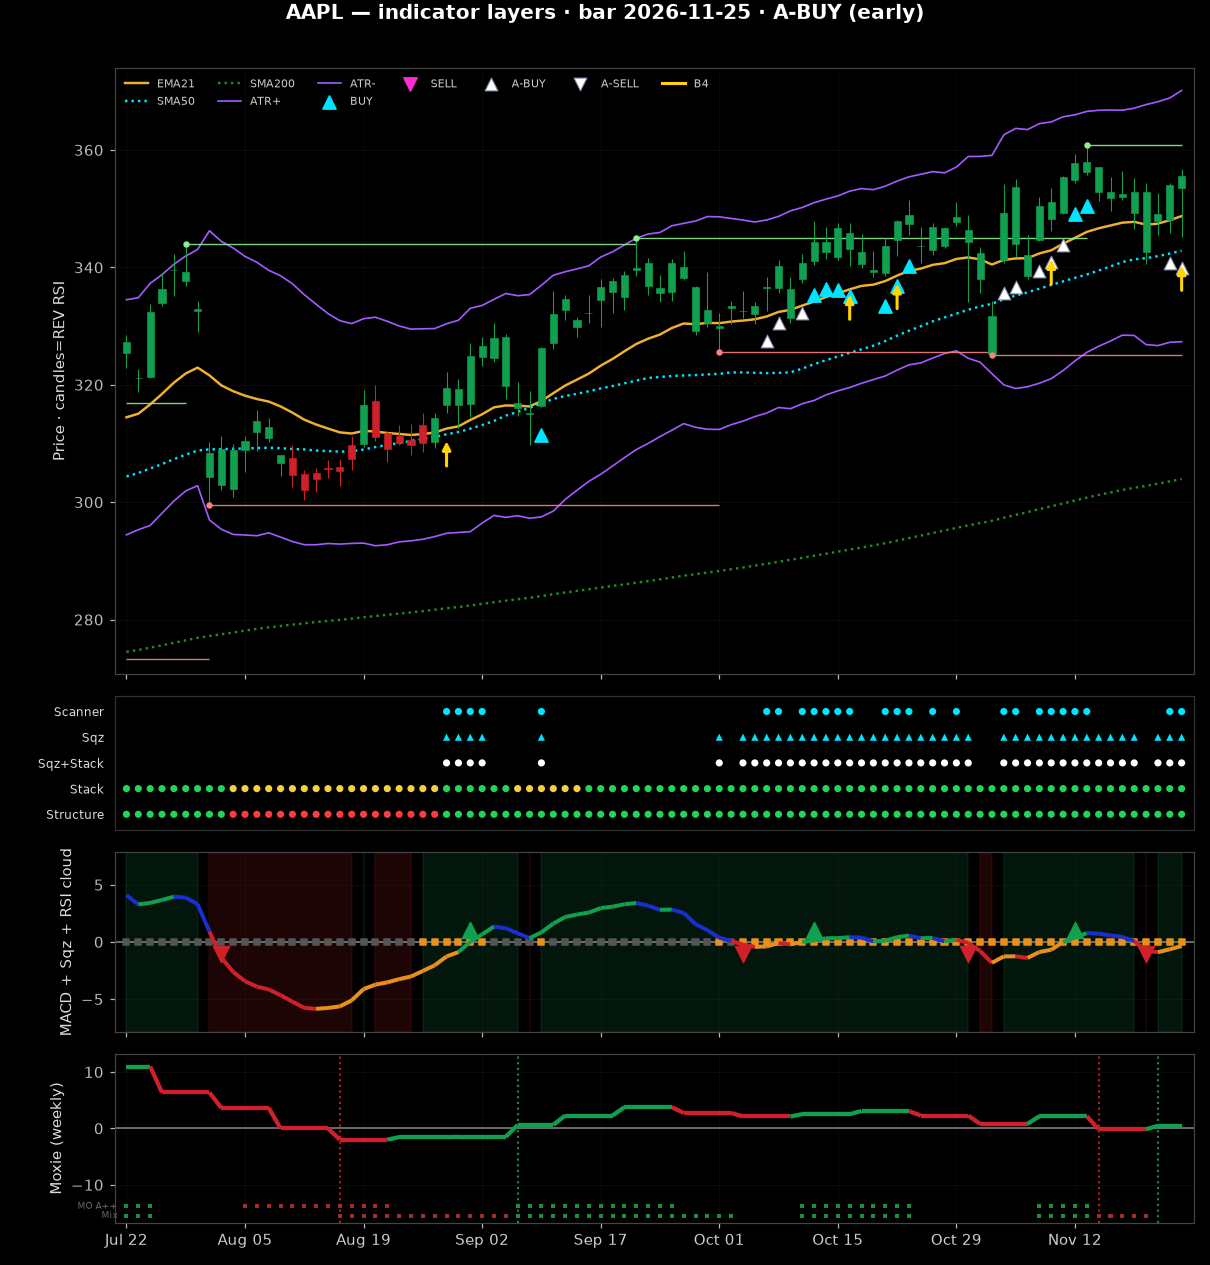 AAPL — indicator layers · bar 2026-11-25 · A-BUY (early)
EMA21 SMA200 ATR- SELL A-BUY A-SELL B4
SMA50 ATR+ BUY
Price · candles=REV RSI
360
340
320
300
280
Scanner
Sqz
Sqz+Stack
Stack
Structure
MACD + Sqz + RSI cloud
5
0
−5
Moxie (weekly)
10
0
−10
MO A++
Mix
Jul 22 Aug 05 Aug 19 Sep 02 Sep 17 Oct 01 Oct 15 Oct 29 Nov 12